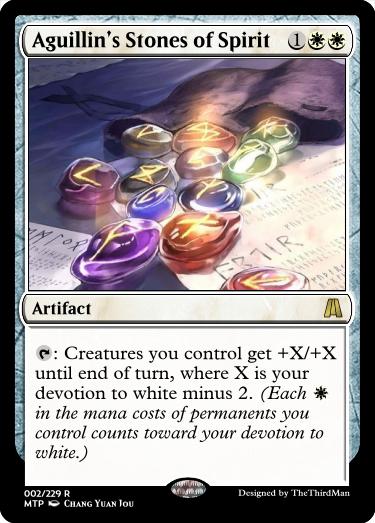 Aguillin's Stones of Spirit 1
Artifact
: Creatures you control get +X/+X
until end of turn, where X is your
devotion to white minus 2. (Each
in the mana costs of permanents you
control counts toward your devotion to
white.)
002/229 R
MTP Chang Yuan Jou
Designed by TheThirdMan